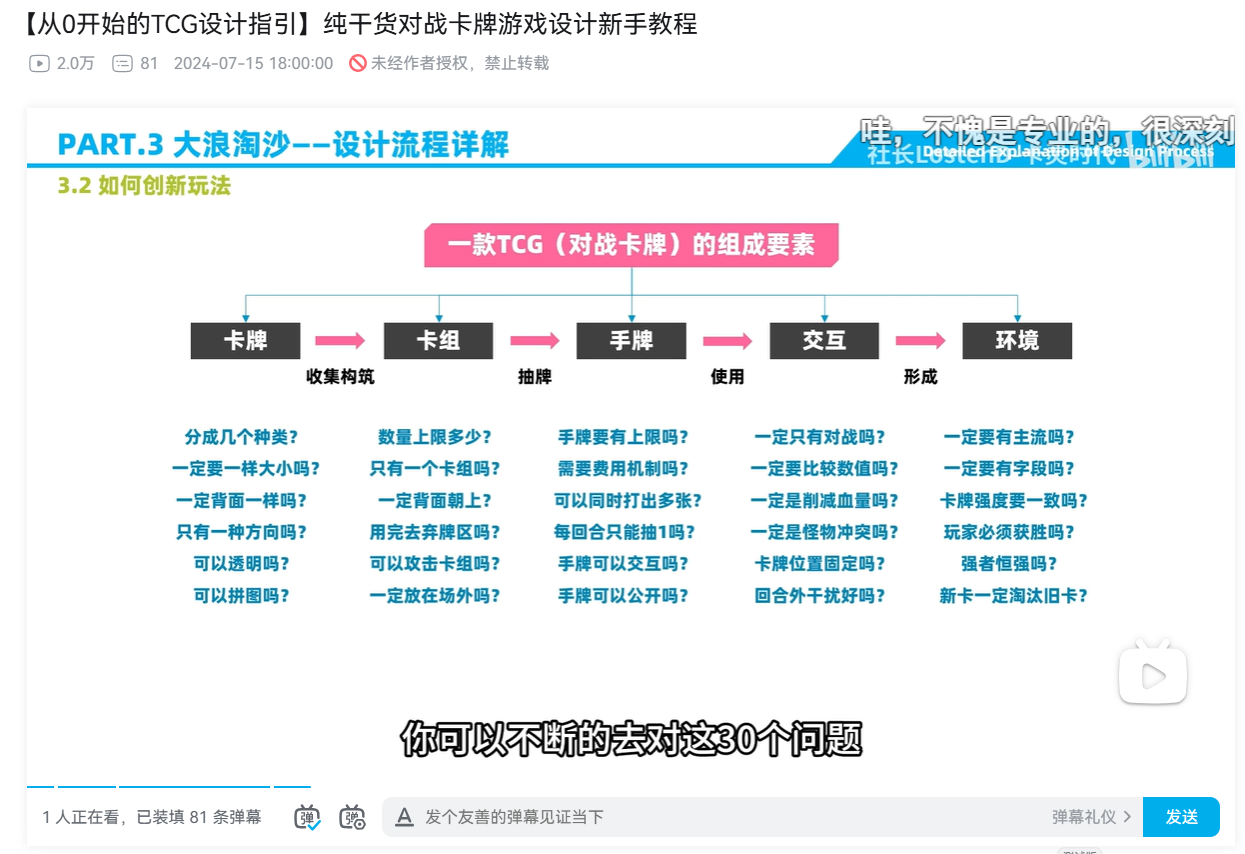 【从0开始的TCG设计指引】纯干货对战卡牌游戏设计新手教程
2.0万 81 2024-07-15 18:00:00 未经作者授权，禁止转载
哇，不愧是专业的，很深刻
PART.3 大浪淘沙——设计流程详解
Detailed Explanation of Design Process
3.2 如何创新玩法
一款TCG（对战卡牌）的组成要素
卡牌 卡组 手牌 交互 环境
收集构筑 抽牌 使用 形成
分成几个种类? 数量上限多少? 手牌要有上限吗? 一定只有对战吗? 一定要有主流吗?
一定要一样大小吗? 只有一个卡组吗? 需要费用机制吗? 一定要比较数值吗? 一定要有字段吗?
一定背面一样吗? 一定背面朝上? 可以同时打出多张? 一定是削减血量吗? 卡牌强度要一致吗?
只有一种方向吗? 用完去弃牌区吗? 每回合只能抽1吗? 一定是怪物冲突吗? 玩家必须获胜吗?
可以透明吗? 可以攻击卡组吗? 手牌可以交互吗? 卡牌位置固定吗? 强者恒强吗?
可以拼图吗? 一定放在场外吗? 手牌可以公开吗? 回合外干扰好吗? 新卡一定淘汰旧卡?
你可以不断的去对这30个问题
1 人正在看，已装填 81 条弹幕 弹 弹 A 发个友善的弹幕见证当下 弹幕礼仪 发送